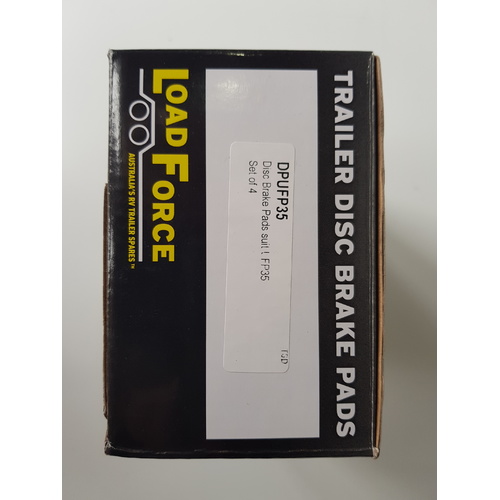 LOAD FORCE
AUSTRALIA'S RV TRAILER SPARES™
DPUFP35
Disc Brake Pads suit ! FP35
Set of 4
TRAILER DISC BRAKE PADS